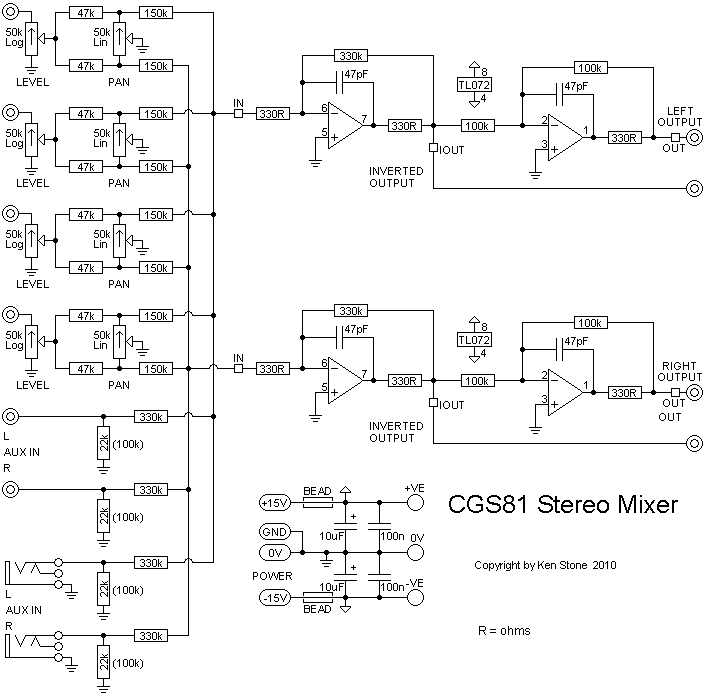 47k 150k
50k
Log
50k
Lin
LEVEL 47k PAN 150k
47k 150k
50k
Log
50k
Lin
LEVEL 47k PAN 150k
47k 150k
50k
Log
50k
Lin
LEVEL 47k PAN 150k
47k 150k
50k
Log
50k
Lin
LEVEL 47k PAN 150k
330k
47pF
IN
330R
6
5
7
330R
IOUT
INVERTED
OUTPUT
8
TL072
4
100k
100k
47pF
2
3
1
330R
LEFT
OUTPUT
OUT
330k
47pF
IN
330R
6
5
7
330R
IOUT
INVERTED
OUTPUT
8
TL072
4
100k
100k
47pF
2
3
1
330R
RIGHT
OUTPUT
OUT
OUT
330k
L
22k (100k)
AUX IN
R
330k
22k (100k)
330k
22k (100k)
L
AUX IN
R
330k
22k (100k)
BEAD
+15V
+VE
+
GND
10uF 100n
0V
0V
+
POWER
10uF 100n
-VE
-15V
BEAD
CGS81 Stereo Mixer
Copyright by Ken Stone 2010
R = ohms